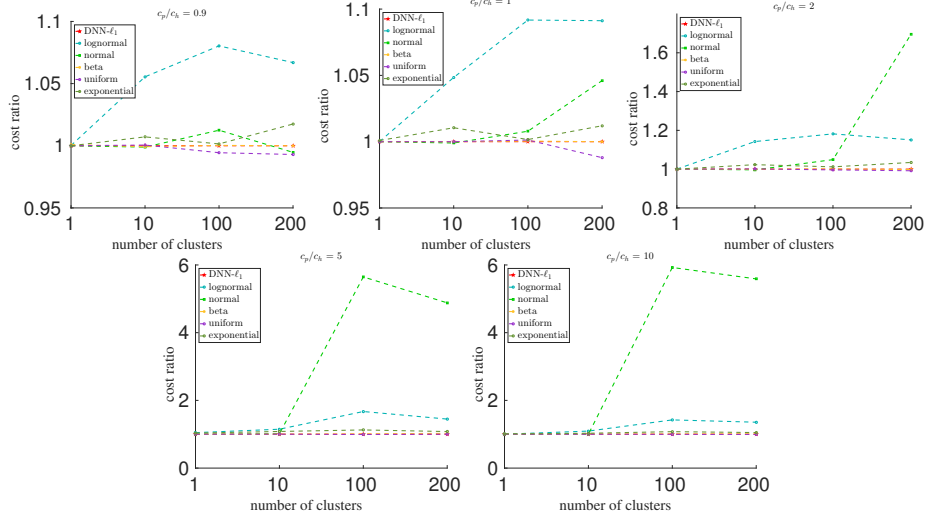 c_p/c_h = 0.9
1.1
1.05
1
0.95
cost ratio
DNN-ℓ₁
lognormal
normal
beta
uniform
exponential
1 10 100 200
number of clusters
c_p/c_h = 1
1.1
1.05
1
0.95
cost ratio
DNN-ℓ₁
lognormal
normal
beta
uniform
exponential
1 10 100 200
number of clusters
c_p/c_h = 2
1.6
1.4
1.2
1
0.8
cost ratio
DNN-ℓ₁
lognormal
normal
beta
uniform
exponential
1 10 100 200
number of clusters
c_p/c_h = 5
6
4
2
0
cost ratio
DNN-ℓ₁
lognormal
normal
beta
uniform
exponential
1 10 100 200
number of clusters
c_p/c_h = 10
6
4
2
0
cost ratio
DNN-ℓ₁
lognormal
normal
beta
uniform
exponential
1 10 100 200
number of clusters